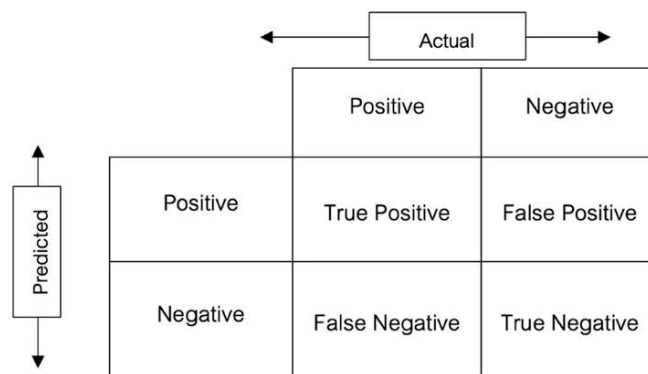 Actual
Positive Negative
Predicted
Positive True Positive False Positive
Negative False Negative True Negative